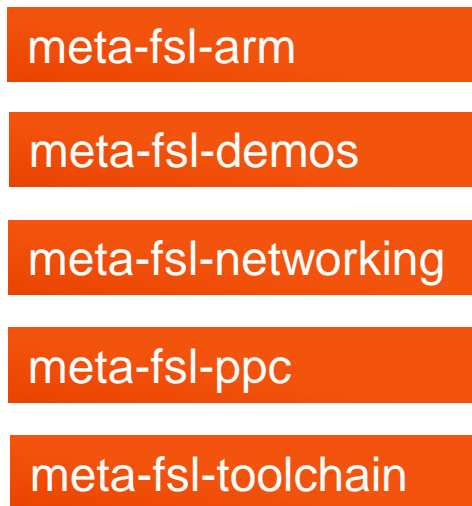 meta-fsl-arm
meta-fsl-demos
meta-fsl-networking
meta-fsl-ppc
meta-fsl-toolchain